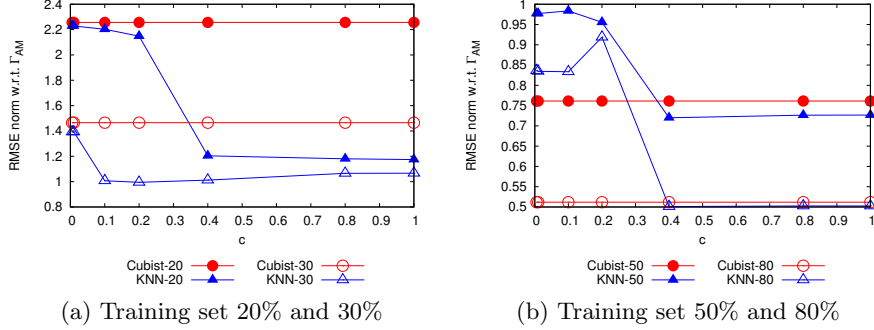 RMSE norm w.r.t. Γ_AM
2.4
2.2
2
1.8
1.6
1.4
1.2
1
0.8
0 0.1 0.2 0.3 0.4 0.5 0.6 0.7 0.8 0.9 1
c
Cubist-20 Cubist-30
KNN-20 KNN-30
(a) Training set 20% and 30%
RMSE norm w.r.t. Γ_AM
1
0.95
0.9
0.85
0.8
0.75
0.7
0.65
0.6
0.55
0.5
0 0.1 0.2 0.3 0.4 0.5 0.6 0.7 0.8 0.9 1
c
Cubist-50 Cubist-80
KNN-50 KNN-80
(b) Training set 50% and 80%